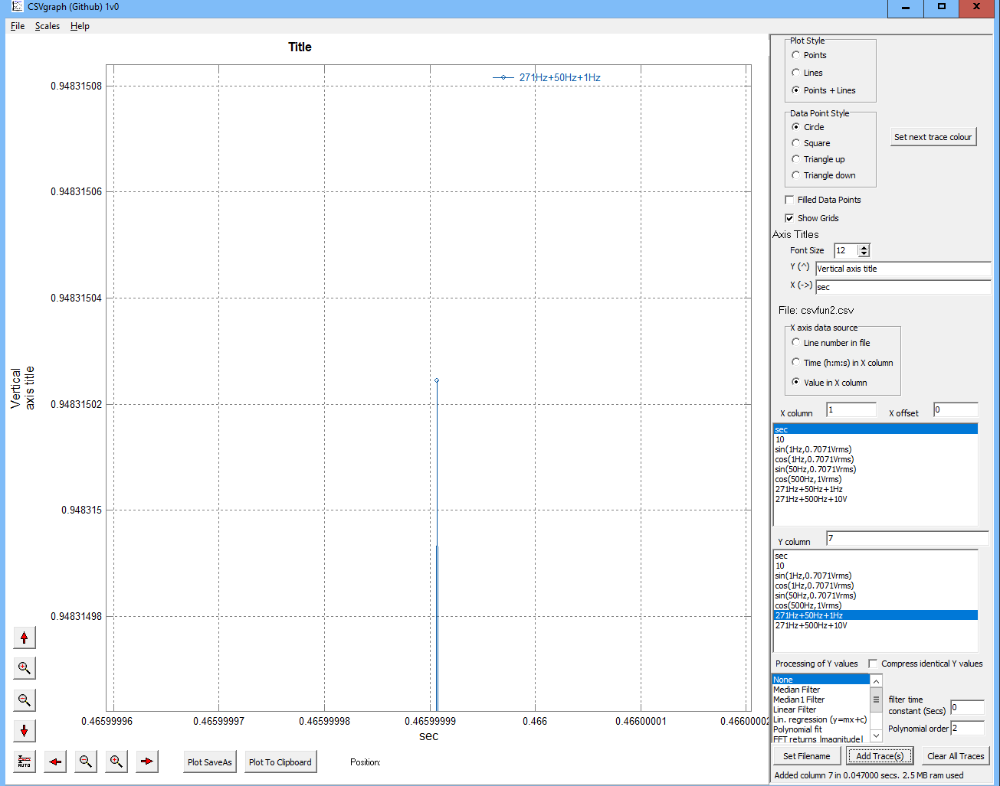 CSVgraph (Github) 1v0
File Scales Help
Title
271Hz+50Hz+1Hz
0.94831508
0.94831506
0.94831504
0.94831502
0.948315
0.94831498
Vertical
axis title
0.46599996 0.46599997 0.46599998 0.46599999 0.466 0.46600001 0.46600002
sec
AUTO
Plot SaveAs
Plot To Clipboard
Position:
Plot Style
Points
Lines
Points + Lines
Data Point Style
Circle
Square
Triangle up
Triangle down
Set next trace colour
Filled Data Points
Show Grids
Axis Titles
Font Size 12
Y (^) Vertical axis title
X (->) sec
File: csvfun2.csv
X axis data source
Line number in file
Time (h:m:s) in X column
Value in X column
X column 1 X offset 0
sec
10
sin(1Hz,0.7071Vrms)
cos(1Hz,0.7071Vrms)
sin(50Hz,0.7071Vrms)
cos(500Hz,1Vrms)
271Hz+50Hz+1Hz
271Hz+500Hz+10V
Y column 7
sec
10
sin(1Hz,0.7071Vrms)
cos(1Hz,0.7071Vrms)
sin(50Hz,0.7071Vrms)
cos(500Hz,1Vrms)
271Hz+50Hz+1Hz
271Hz+500Hz+10V
Processing of Y values Compress identical Y values
None
Median Filter
Median1 Filter
Linear Filter
Lin. regression (y=mx+c)
Polynomial fit
FFT returns |magnitude|
filter time
constant (Secs) 0
Polynomial order 2
Set Filename
Add Trace(s)
Clear All Traces
Added column 7 in 0.047000 secs. 2.5 MB ram used